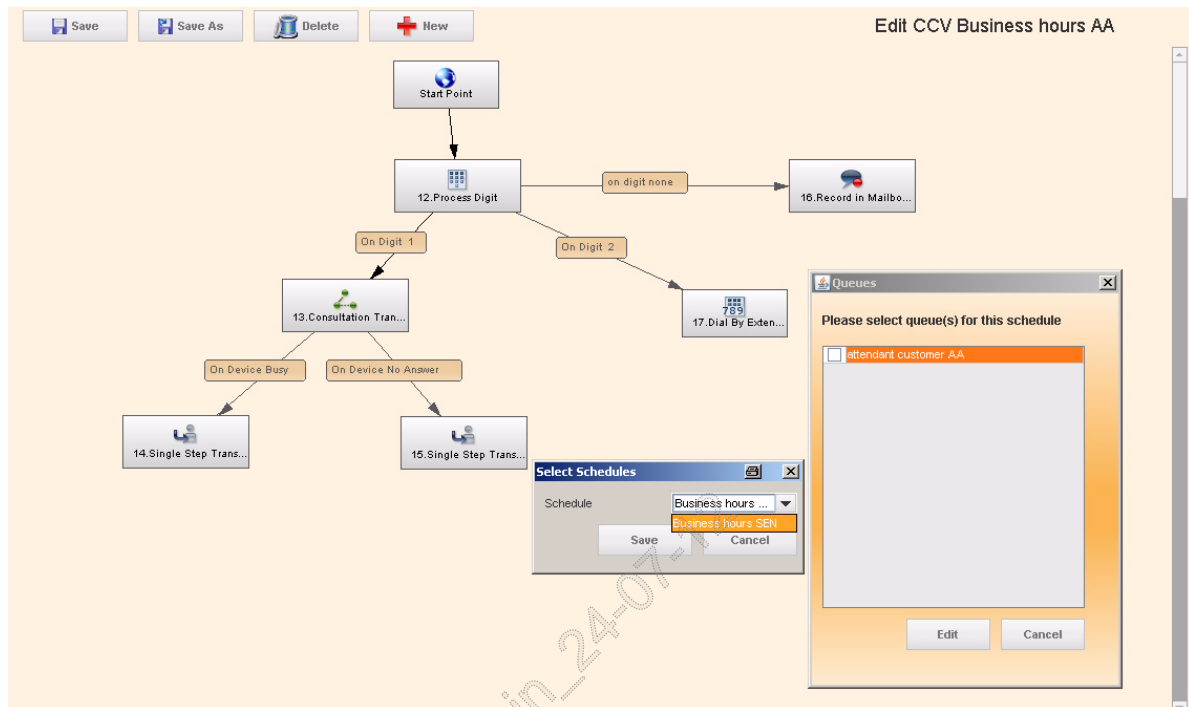 Save
Save As
Delete
New
Edit CCV Business hours AA
Start Point
12.Process Digit
on digit none
16.Record in Mailbo...
On Digit 1
On Digit 2
13.Consultation Tran...
789
17.Dial By Exten...
On Device Busy
On Device No Answer
14.Single Step Trans...
15.Single Step Trans...
Queues
Please select queue(s) for this schedule
attendant customer AA
Edit
Cancel
Select Schedules
Schedule
Business hours ...
Business hours SEN
Save
Cancel